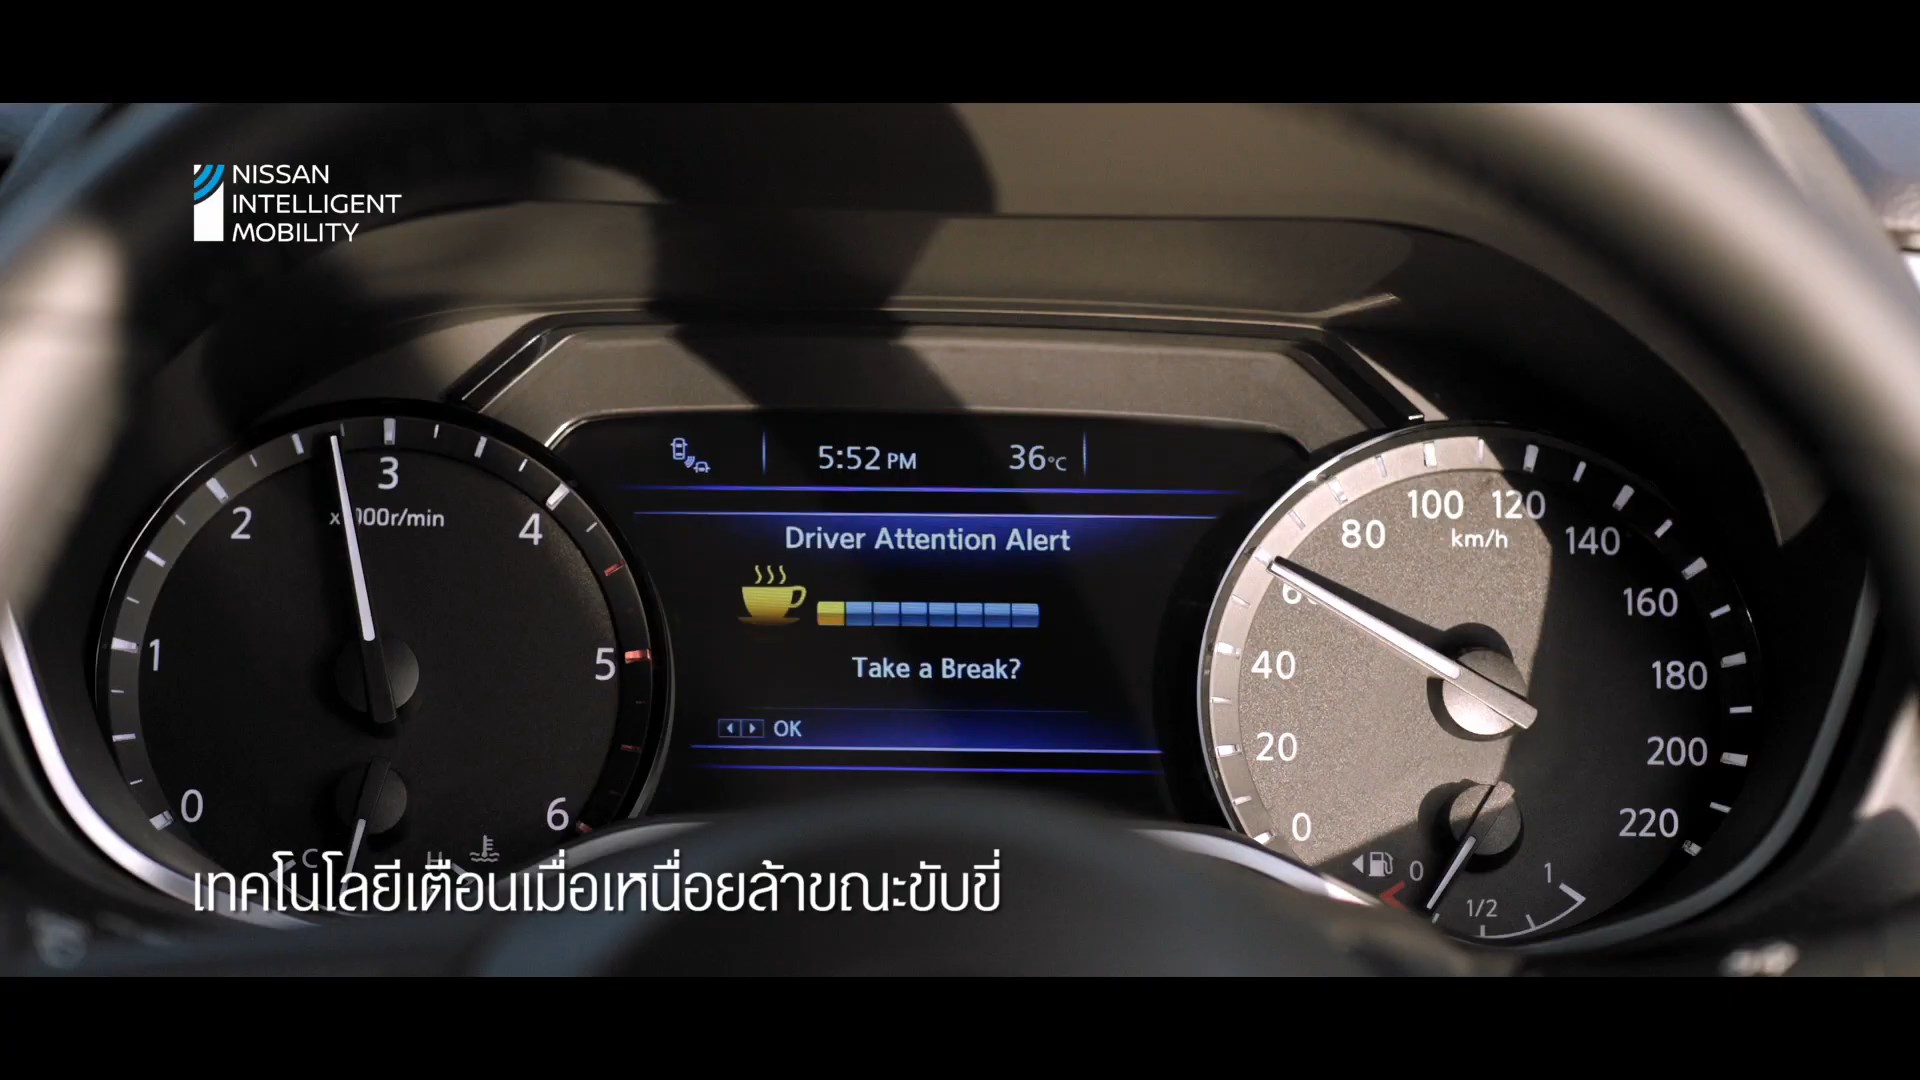 NISSAN
INTELLIGENT
MOBILITY
5:52 PM
36°C
Driver Attention Alert
Take a Break?
OK
0
1
2
3
4
5
6
r/min
C
H
0
20
40
80
100
120
140
160
180
200
220
km/h
0
1/2
1
เทคโนโลยีเตือนเมื่อเหนื่อยล้าขณะขับขี่